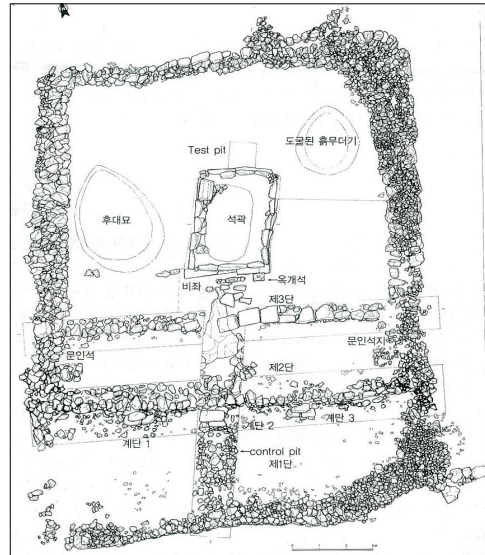 Test pit
도굴된 흙무더기
후대묘
석곽
비좌
←옥개석
제3단
문인석
문인석지
제2단
계단 1
계단 2
계단 3
←control pit
제1단